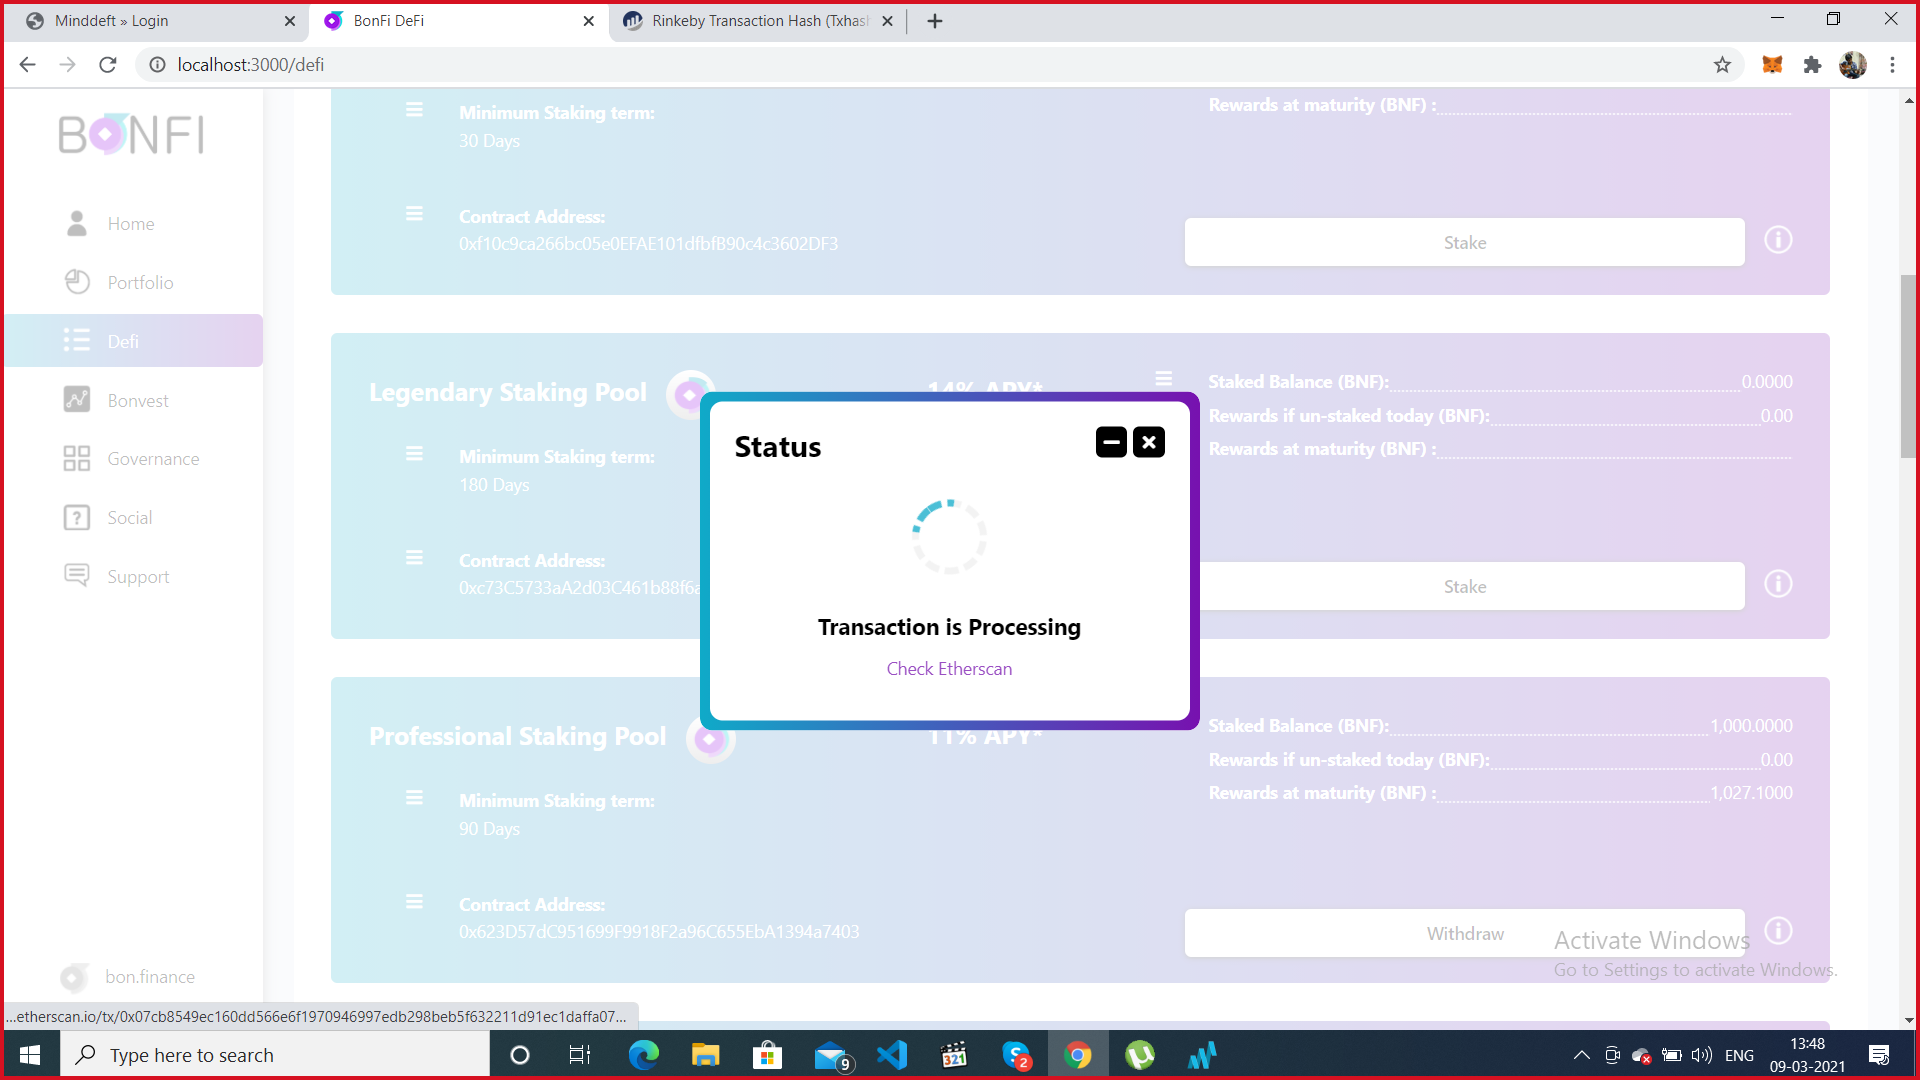 Minddeft » Login
BonFi DeFi
Rinkeby Transaction Hash (Txhash
localhost:3000/defi
BONFI
Home
Portfolio
Defi
Bonvest
Governance
Social
Support
bon.finance
Minimum Staking term:
30 Days
Rewards at maturity (BNF) :
Contract Address:
0xf10c9ca266bc05e0EFAE101dfbfB90c4c3602DF3
Stake
Legendary Staking Pool
14% APY*
Staked Balance (BNF): 0.0000
Rewards if un-staked today (BNF): 0.00
Rewards at maturity (BNF) :
Minimum Staking term:
180 Days
Contract Address:
0xc73C5733aA2d03C461b88f6
Stake
Status
Transaction is Processing
Check Etherscan
Professional Staking Pool
11% APY*
Staked Balance (BNF): 1,000.0000
Rewards if un-staked today (BNF): 0.00
Rewards at maturity (BNF) : 1,027.1000
Minimum Staking term:
90 Days
Contract Address:
0x623D57dC951699F9918F2a96C655EbA1394a7403
Withdraw
Activate Windows
Go to Settings to activate Windows.
...etherscan.io/tx/0x07cb8549ec160dd566e6f1970946997edb298beb5f632211d91ec1daffa07...
Type here to search
9
321
2
ENG
13:48
09-03-2021